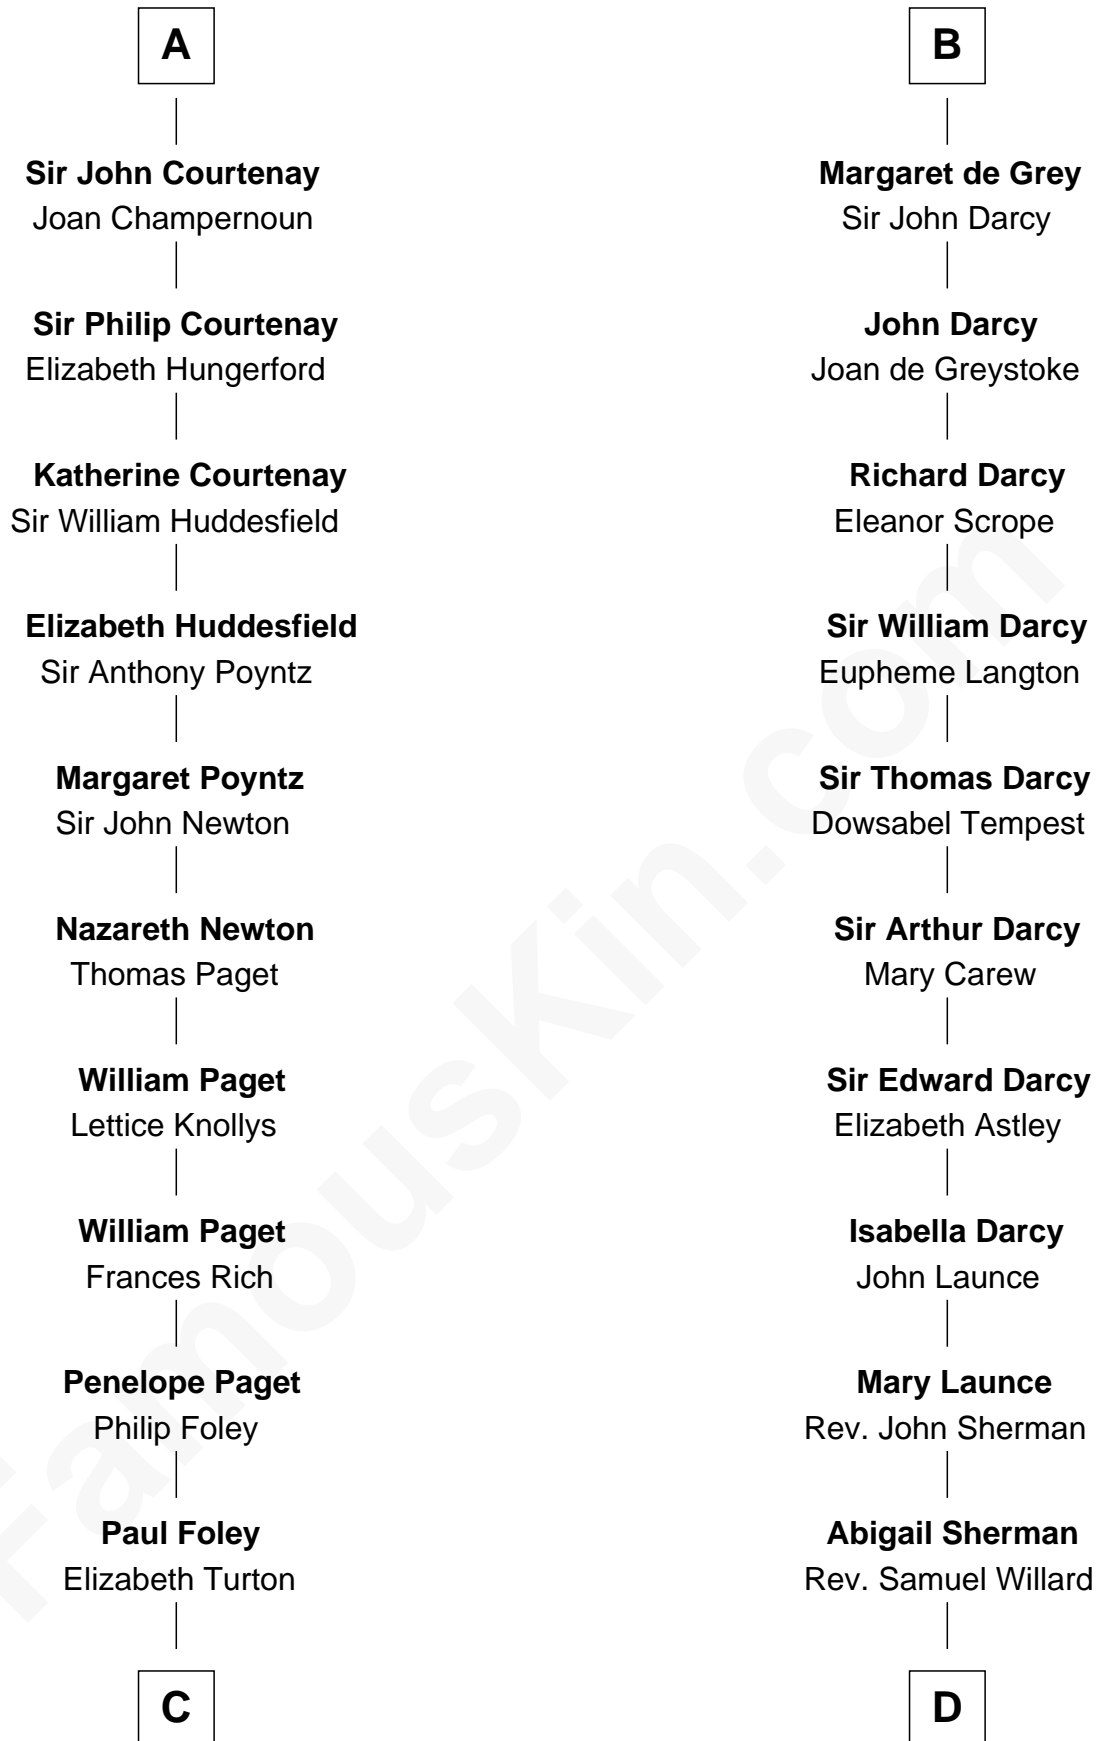 A
Sir John Courtenay
Joan Champernoun
Sir Philip Courtenay
Elizabeth Hungerford
Katherine Courtenay
Sir William Huddesfield
Elizabeth Huddesfield
Sir Anthony Poyntz
Margaret Poyntz
Sir John Newton
Nazareth Newton
Thomas Paget
William Paget
Lettice Knollys
William Paget
Frances Rich
Penelope Paget
Philip Foley
Paul Foley
Elizabeth Turton
C
B
Margaret de Grey
Sir John Darcy
John Darcy
Joan de Greystoke
Richard Darcy
Eleanor Scrope
Sir William Darcy
Eupheme Langton
Sir Thomas Darcy
Dowsabel Tempest
Sir Arthur Darcy
Mary Carew
Sir Edward Darcy
Elizabeth Astley
Isabella Darcy
John Launce
Mary Launce
Rev. John Sherman
Abigail Sherman
Rev. Samuel Willard
D
FamousKin.com